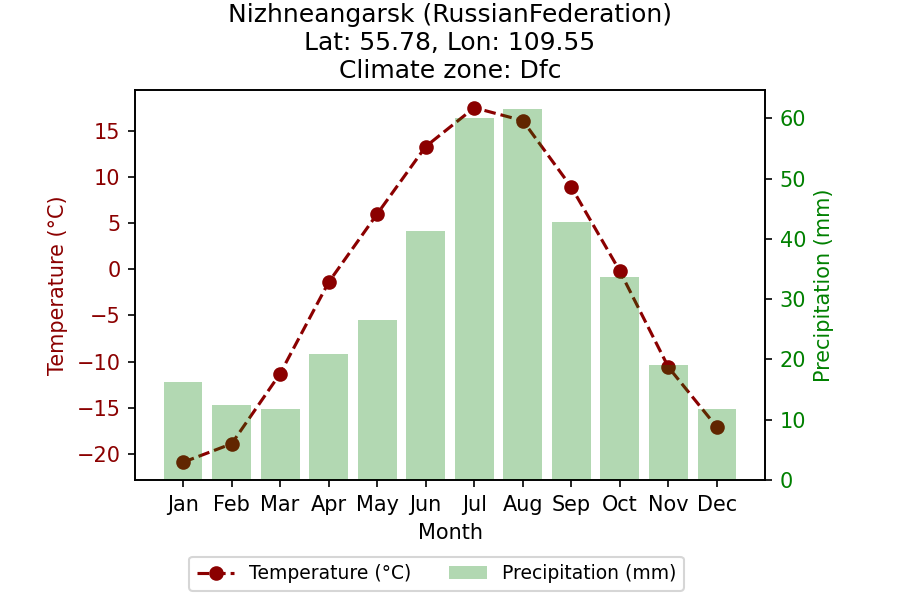 Nizhneangarsk (RussianFederation)
Lat: 55.78, Lon: 109.55
Climate zone: Dfc
Temperature (°C)
15
10
5
0
−5
−10
−15
−20
60
50
40
30
20
10
0
Precipitation (mm)
Jan Feb Mar Apr May Jun Jul Aug Sep Oct Nov Dec
Month
Temperature (°C) Precipitation (mm)